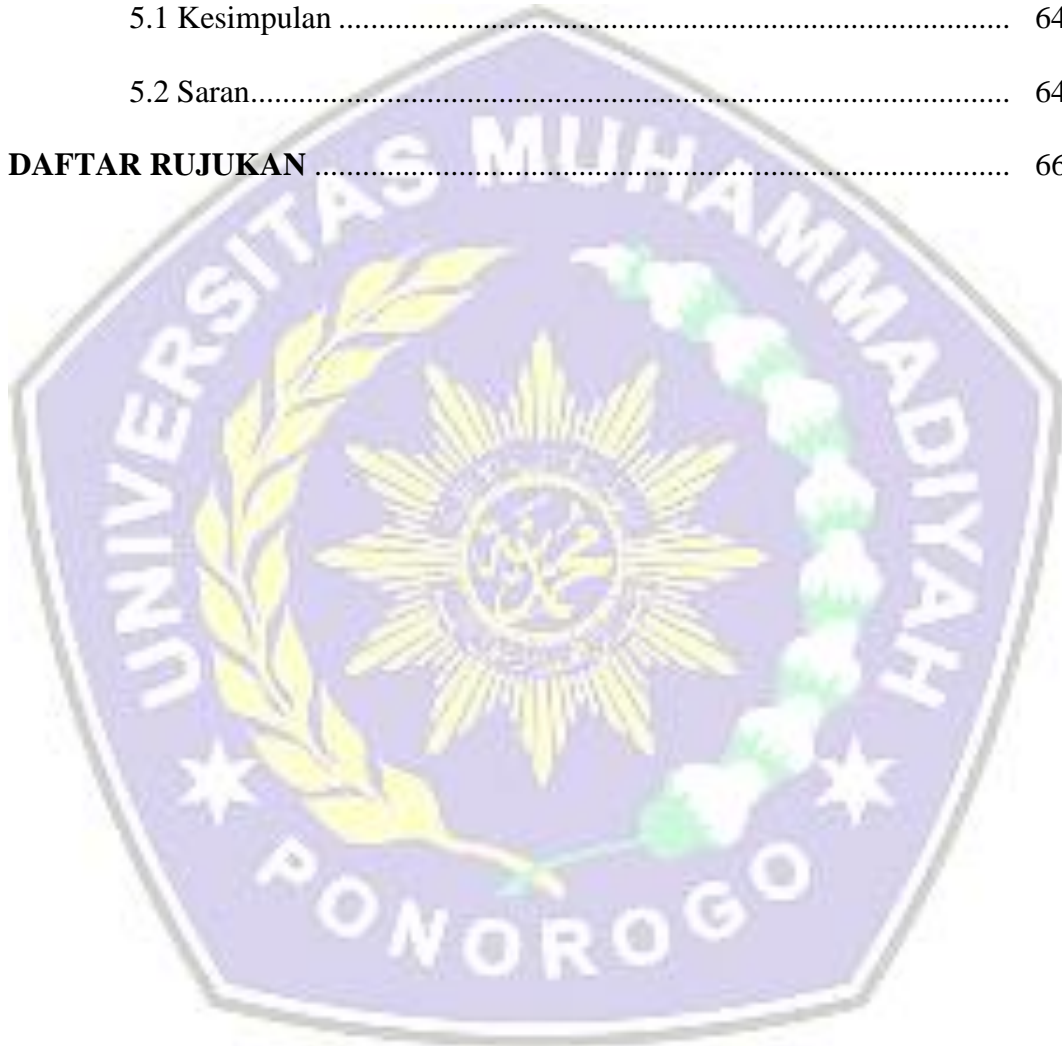 5.1 Kesimpulan ........................................................................................ 64
5.2 Saran................................................................................................... 64
DAFTAR RUJUKAN ........................................................................................... 66
UNIVERSITAS MUHAMMADIYAH
PONOROGO